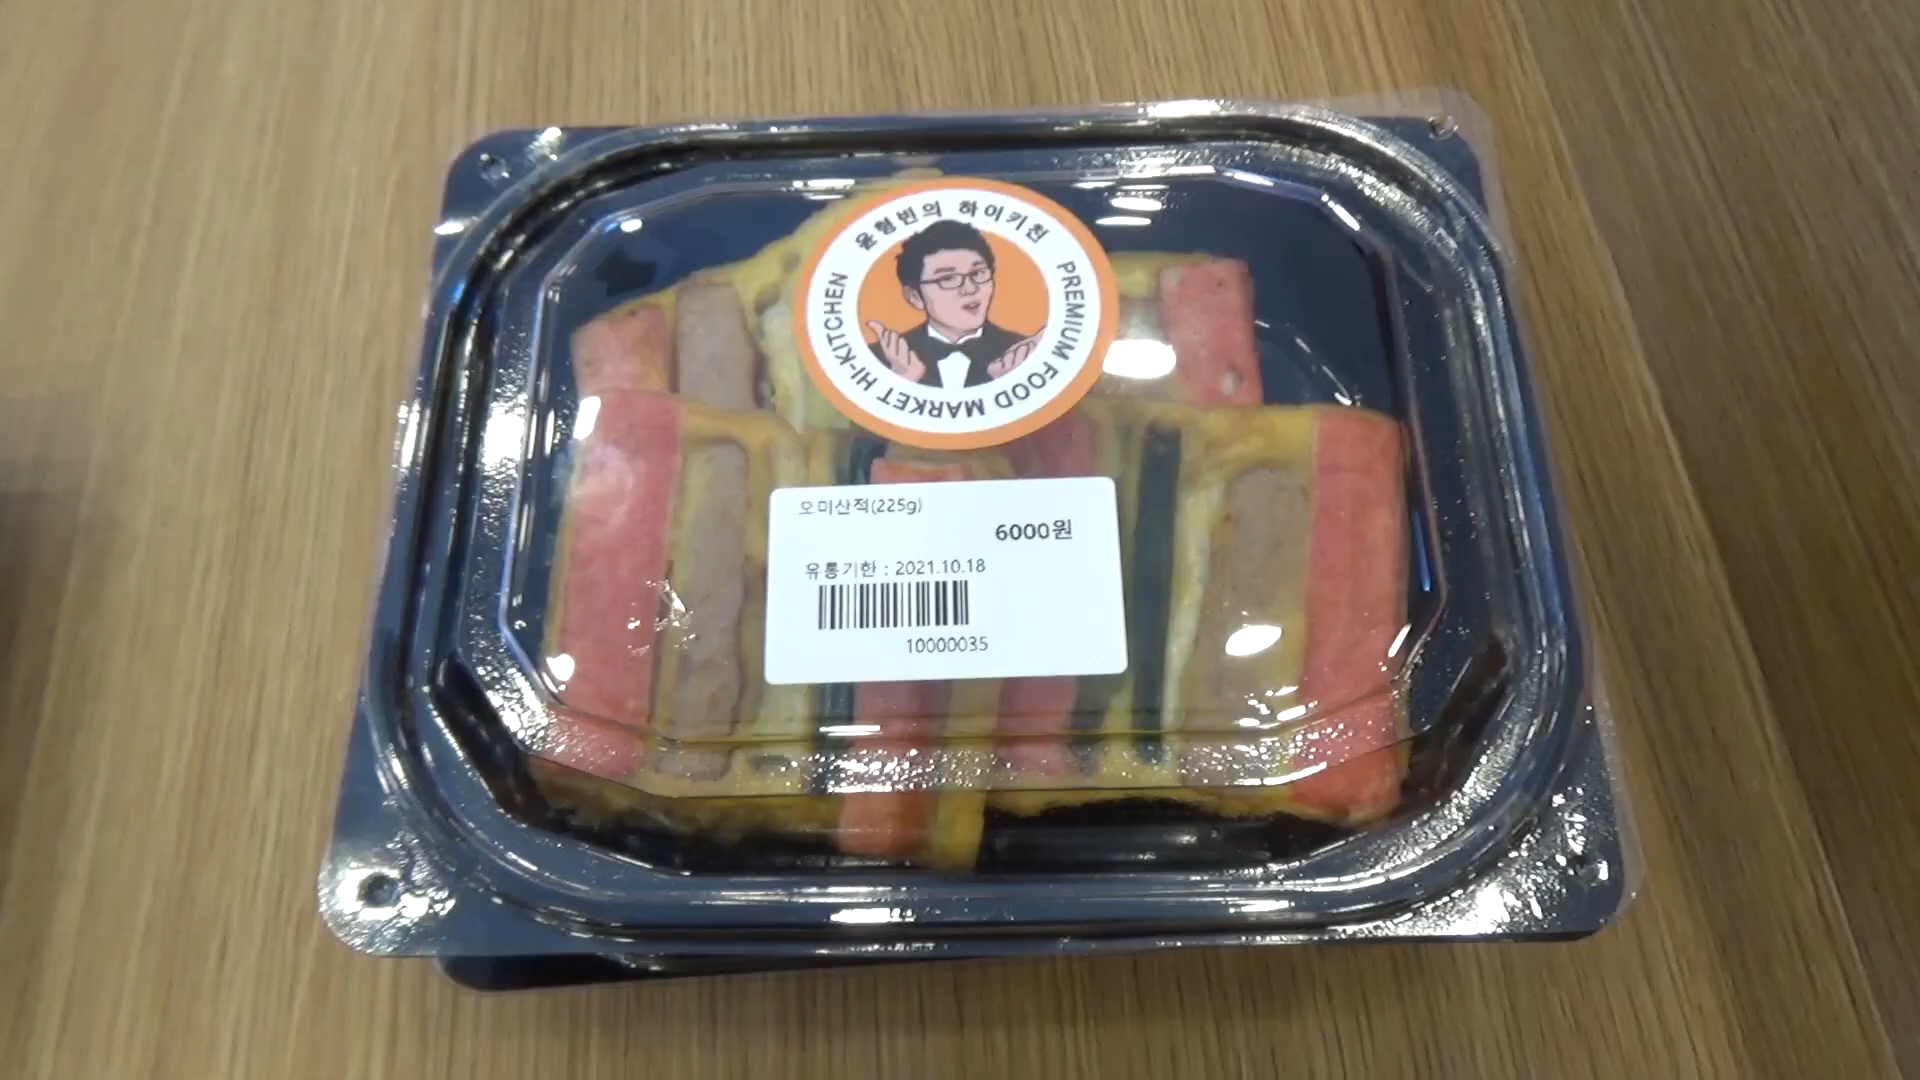 윤형빈의 하이키친
PREMIUM FOOD MARKET HI-KITCHEN
오미산적(225g)
6000원
유통기한 : 2021.10.18
10000035